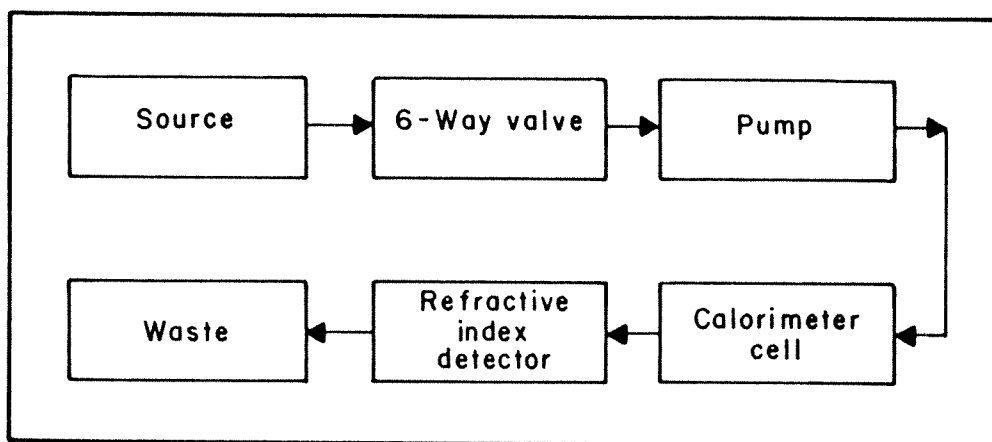 Source
6-Way valve
Pump
Waste
Refractive
index
detector
Calorimeter
cell